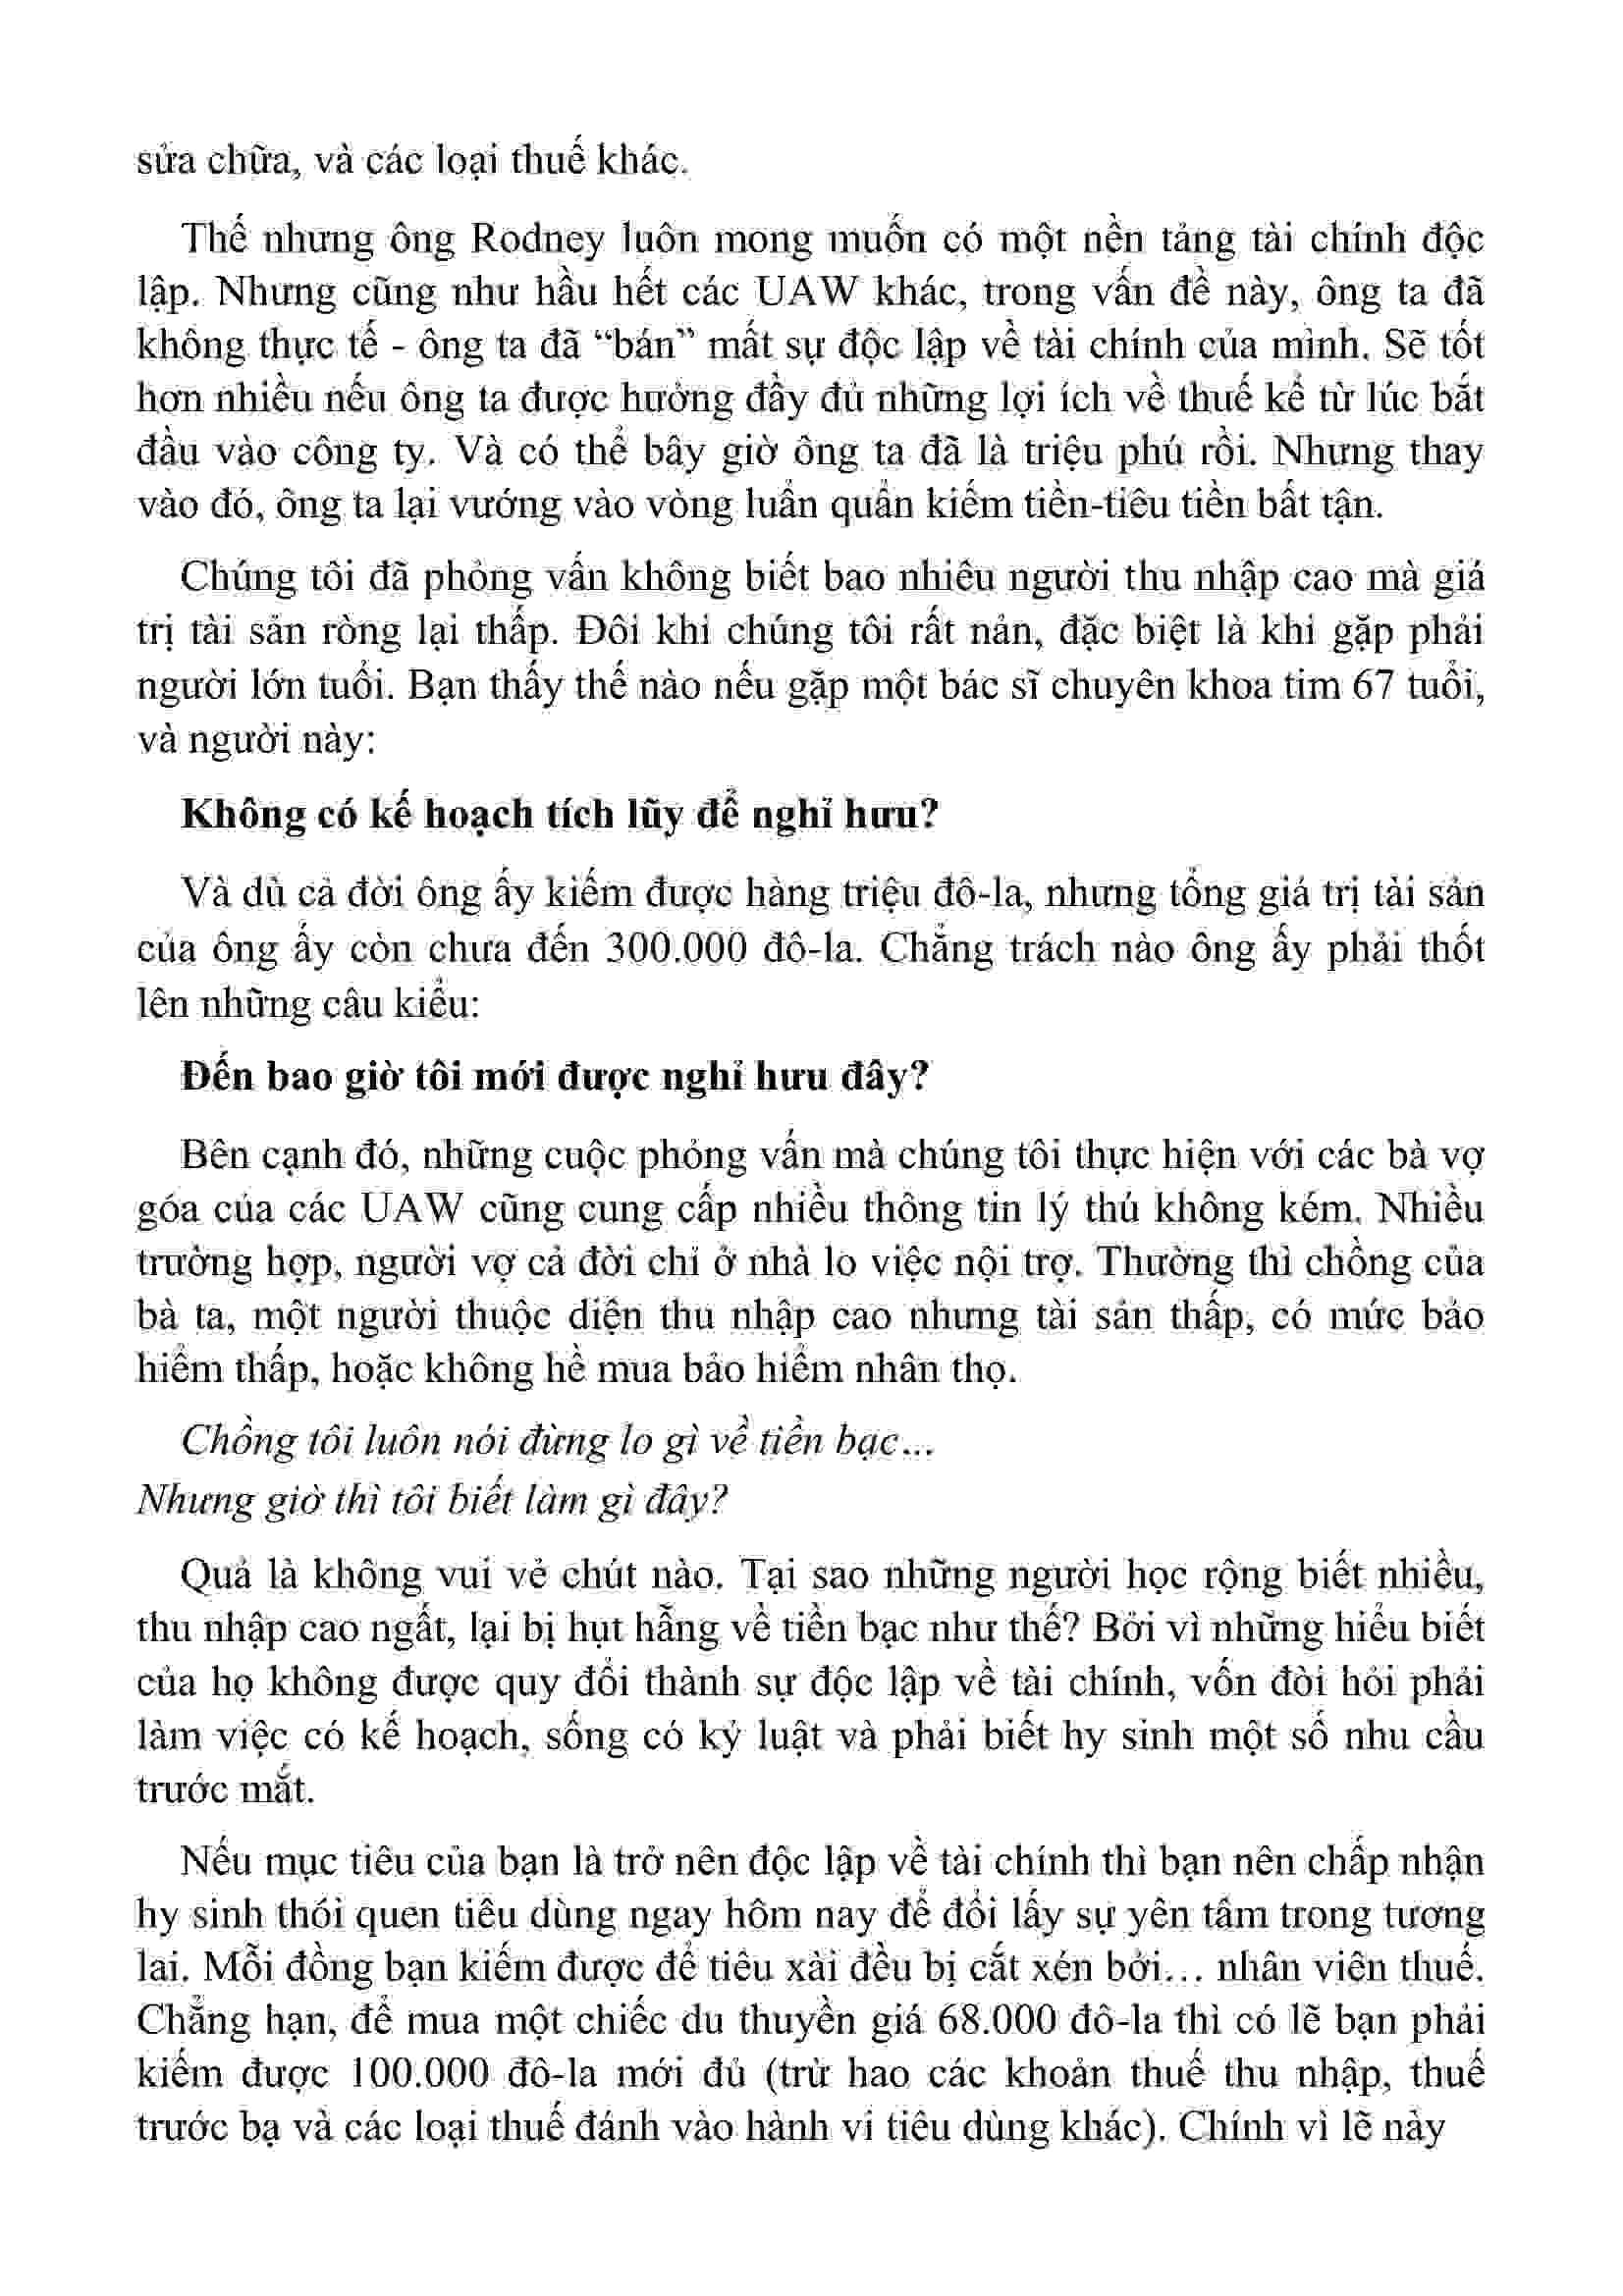 sửa chữa, và các loại thuế khác.
Thế nhưng ông Rodney luôn mong muốn có một nền tảng tài chính độc
lập. Nhưng cũng như hầu hết các UAW khác, trong vấn đề này, ông ta đã
không thực tế - ông ta đã “bán” mất sự độc lập về tài chính của mình. Sẽ tốt
hơn nhiều nếu ông ta được hưởng đầy đủ những lợi ích về thuế kể từ lúc bắt
đầu vào công ty. Và có thể bây giờ ông ta đã là triệu phú rồi. Nhưng thay
vào đó, ông ta lại vướng vào vòng luẩn quẩn kiếm tiền-tiêu tiền bất tận.
Chúng tôi đã phỏng vấn không biết bao nhiêu người thu nhập cao mà giá
trị tài sản ròng lại thấp. Đôi khi chúng tôi rất nản, đặc biệt là khi gặp phải
người lớn tuổi. Bạn thấy thế nào nếu gặp một bác sĩ chuyên khoa tim 67 tuổi,
và người này:
Không có kế hoạch tích lũy để nghỉ hưu?
Và dù cả đời ông ấy kiếm được hàng triệu đô-la, nhưng tổng giá trị tài sản
của ông ấy còn chưa đến 300.000 đô-la. Chẳng trách nào ông ấy phải thốt
lên những câu kiểu:
Đến bao giờ tôi mới được nghỉ hưu đây?
Bên cạnh đó, những cuộc phỏng vấn mà chúng tôi thực hiện với các bà vợ
góa của các UAW cũng cung cấp nhiều thông tin lý thú không kém. Nhiều
trường hợp, người vợ cả đời chỉ ở nhà lo việc nội trợ. Thường thì chồng của
bà ta, một người thuộc diện thu nhập cao nhưng tài sản thấp, có mức bảo
hiểm thấp, hoặc không hề mua bảo hiểm nhân thọ.
Chồng tôi luôn nói đừng lo gì về tiền bạc...
Nhưng giờ thì tôi biết làm gì đây?
Quả là không vui vẻ chút nào. Tại sao những người học rộng biết nhiều,
thu nhập cao ngất, lại bị hụt hẫng về tiền bạc như thế? Bởi vì những hiểu biết
của họ không được quy đổi thành sự độc lập về tài chính, vốn đòi hỏi phải
làm việc có kế hoạch, sống có kỷ luật và phải biết hy sinh một số nhu cầu
trước mắt.
Nếu mục tiêu của bạn là trở nên độc lập về tài chính thì bạn nên chấp nhận
hy sinh thói quen tiêu dùng ngay hôm nay để đổi lấy sự yên tâm trong tương
lai. Mỗi đồng bạn kiếm được để tiêu xài đều bị cắt xén bởi… nhân viên thuế.
Chẳng hạn, để mua một chiếc du thuyền giá 68.000 đô-la thì có lẽ bạn phải
kiếm được 100.000 đô-la mới đủ (trừ hao các khoản thuế thu nhập, thuế
trước bạ và các loại thuế đánh vào hành vi tiêu dùng khác). Chính vì lẽ này